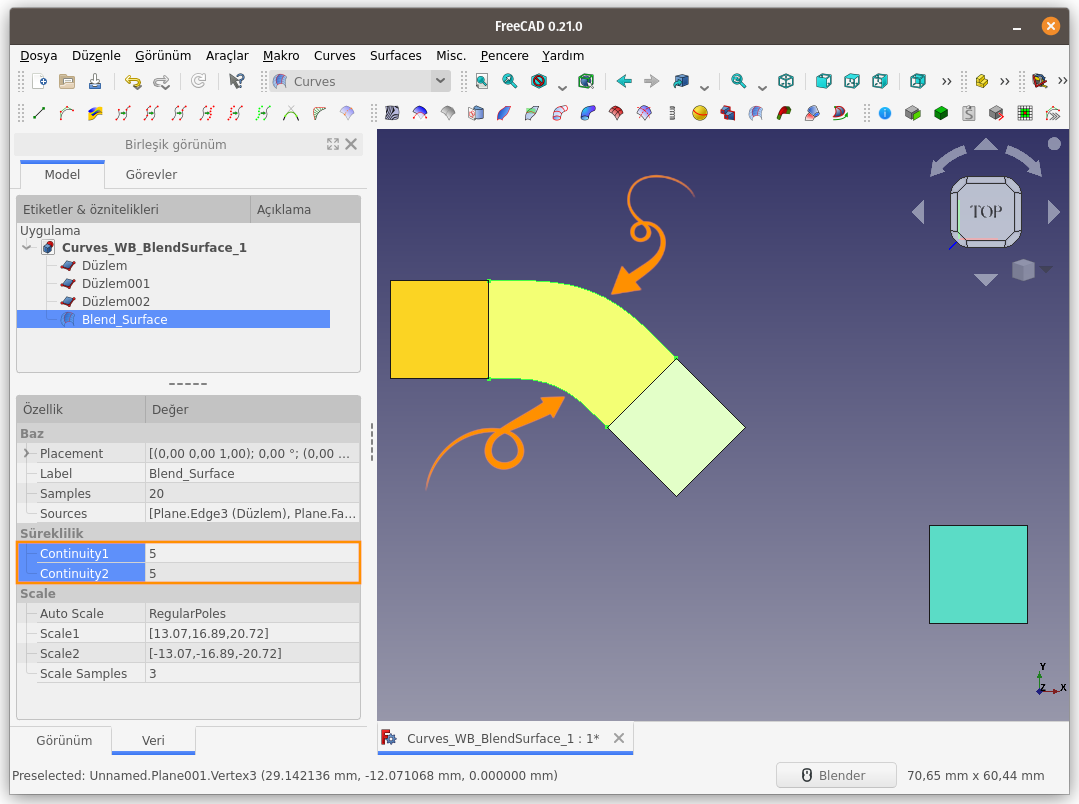 FreeCAD 0.21.0
Dosya Düzenle Görünüm Araçlar Makro Curves Surfaces Misc. Pencere Yardım
Curves
Birleşik görünüm
Model Görevler
Etiketler & öznitelikleri Açıklama
Uygulama
Curves_WB_BlendSurface_1
Düzlem
Düzlem001
Düzlem002
Blend_Surface
TOP
Özellik Değer
Baz
Placement [(0,00 0,00 1,00); 0,00 °; (0,00 ...
Label Blend_Surface
Samples 20
Sources [Plane.Edge3 (Düzlem), Plane.Fa...
Süreklilik
Continuity1 5
Continuity2 5
Scale
Auto Scale RegularPoles
Scale1 [13.07,16.89,20.72]
Scale2 [-13.07,-16.89,-20.72]
Scale Samples 3
Y
Z X
Görünüm Veri
Curves_WB_BlendSurface_1 : 1*
Preselected: Unnamed.Plane001.Vertex3 (29.142136 mm, -12.071068 mm, 0.000000 mm)
Blender 70,65 mm x 60,44 mm